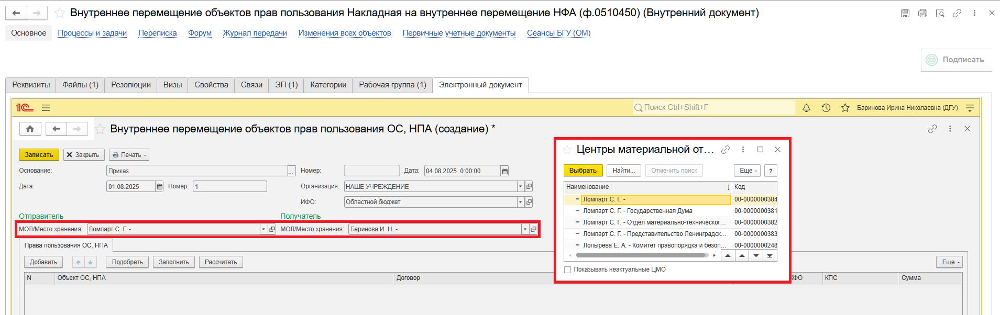 Внутреннее перемещение объектов прав пользования Накладная на внутреннее перемещение НФА (ф.0510450) (Внутренний документ)
Основное Процессы и задачи Переписка Форум Журнал передачи Изменения всех объектов Первичные учетные документы Сеансы БГУ (ОМ)
Подписать
Реквизиты Файлы (1) Резолюции Визы Свойства Связи ЭП (1) Категории Рабочая группа (1) Электронный документ
1С Поиск Ctrl+Shift+F Баринова Ирина Николаевна (ДГУ)
Внутреннее перемещение объектов прав пользования ОС, НПА (создание) *
Записать Закрыть Печать
Основание: Приказ ... Номер: Дата: 04.08.2025 0:00:00
Дата: 01.08.2025 Номер: 1 Организация: НАШЕ УЧРЕЖДЕНИЕ
ИФО: Областной бюджет
Отправитель Получатель
МОЛ/Место хранения: Ломпарт С. Г. - МОЛ/Место хранения: Баринова И. Н. -
Права пользования ОС, НПА
Добавить Подобрать Заполнить Рассчитать Еще
N Объект ОС, НПА Договор КФО КПС Сумма
Центры материальной от...
Выбрать Найти... Отменить поиск Еще ?
Наименование Код
Ломпарт С. Г. - 00-0000000384
Ломпарт С. Г. - Государственная Дума 00-0000000381
Ломпарт С. Г. - Отдел материально-техническог... 00-0000000382
Ломпарт С. Г. - Представительство Ленинградск... 00-0000000383
Лопырева Е. А. - Комитет правопорядка и безоп... 00-0000000248
Показывать неактуальные ЦМО